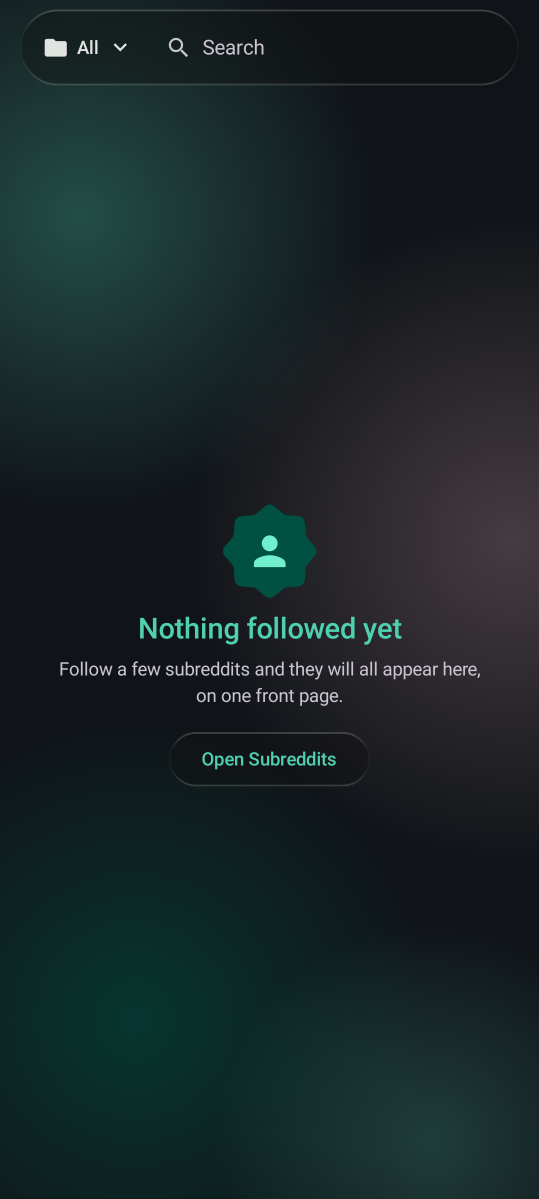 All
Search
Nothing followed yet
Follow a few subreddits and they will all appear here,
on one front page.
Open Subreddits